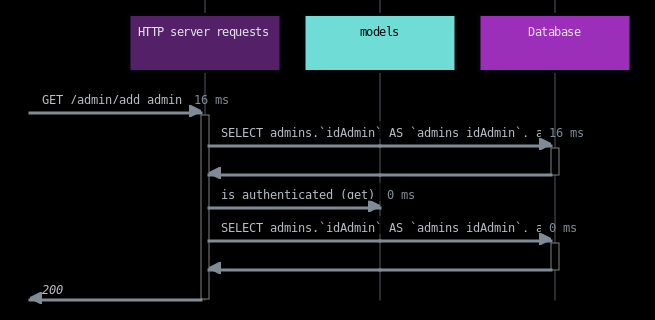 HTTP server requests
models
Database
GET /admin/add admin 16 ms
SELECT admins.`idAdmin` AS `admins idAdmin`. a 16 ms
is authenticated (get) 0 ms
SELECT admins.`idAdmin` AS `admins idAdmin`. a 0 ms
200